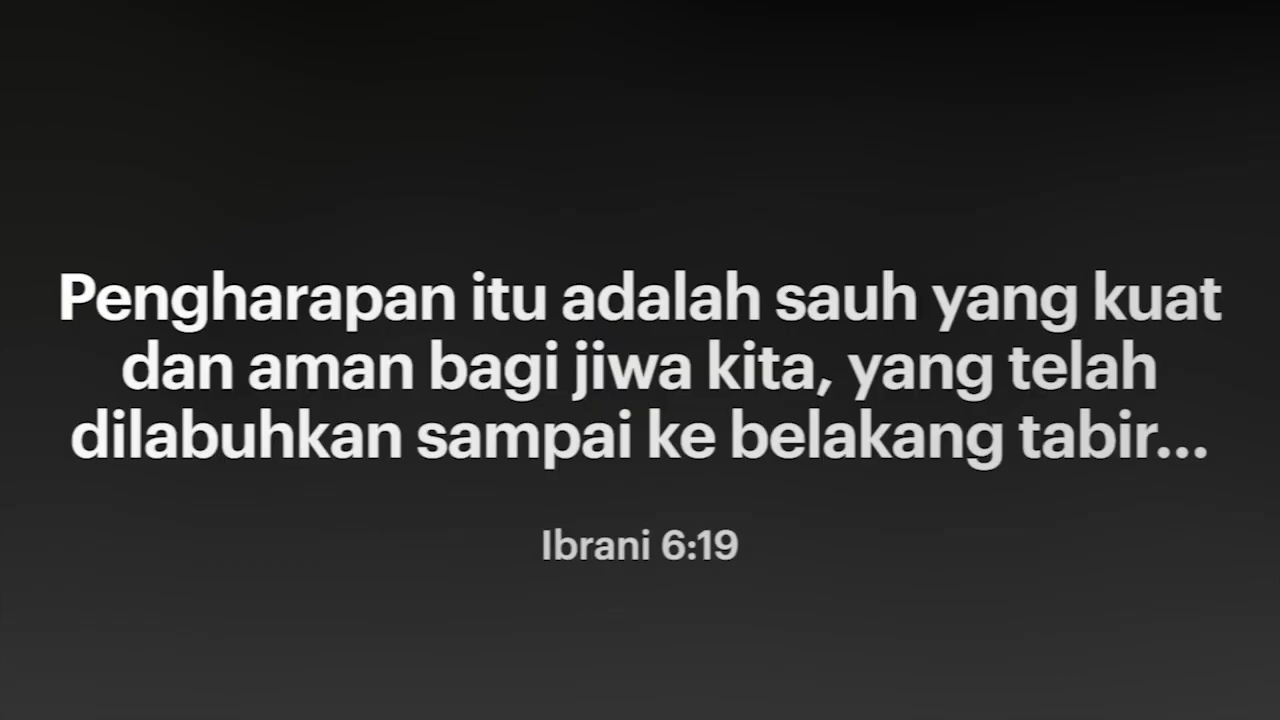 Pengharapan itu adalah sauh yang kuat
dan aman bagi jiwa kita, yang telah
dilabuhkan sampai ke belakang tabir...
Ibrani 6:19